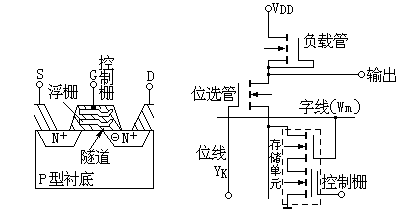 VDD
负载管
输出
位选管
字线(Wm)
位线
YK
存储单元
控制栅
控制栅
S
G
D
浮栅
N+
⊖
N+
隧道
P型衬底